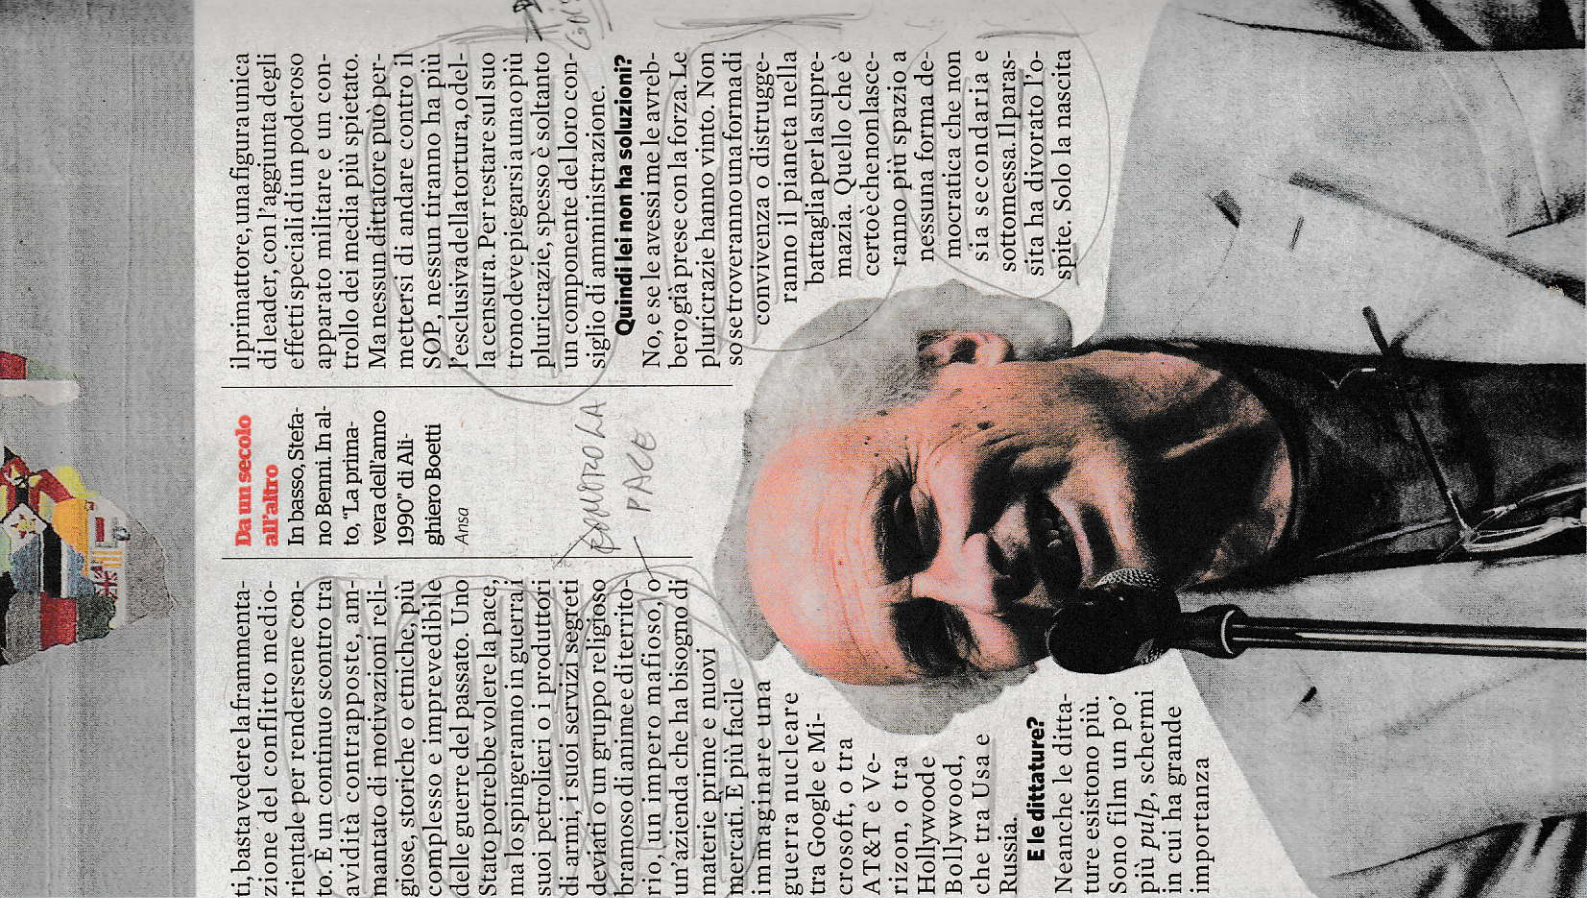 ti, basta vedere la frammenta-
zione del conflitto medio-
rientale per rendersene con-
to. È un continuo scontro tra
avidità contrapposte, am-
mantato di motivazioni reli-
giose, storiche o etniche, più
complesso e imprevedibile
delle guerre del passato. Uno
Stato potrebbe volere la pace,
ma lo spingeranno in guerra i
suoi petrolieri o i produttori
di armi, i suoi servizi segreti
deviati o un gruppo religioso
bramoso di anime e di territo-
rio, un impero mafioso, o
un'azienda che ha bisogno di
materie prime e nuovi
mercati. È più facile
immaginare una
guerra nucleare
tra Google e Mi-
crosoft, o tra
AT&T e Ve-
rizon, o tra
Hollywood e
Bollywood,
che tra Usa e
Russia.
E le dittature?
Neanche le ditta-
ture esistono più.
Sono film un po'
più pulp, schermi
in cui ha grande
importanza
Da un secolo
all'altro
In basso, Stefa-
no Benni. In al-
to, "La prima-
vera dell'anno
1990" di Ali-
ghiero Boetti
Ansa
PACE
il primattore, una figura unica
di leader, con l'aggiunta degli
effetti speciali di un poderoso
apparato militare e un con-
trollo dei media più spietato.
Ma nessun dittatore può per-
mettersi di andare contro il
SOP, nessun tiranno ha più
l'esclusiva della tortura, o del-
la censura. Per restare sul suo
trono deve piegarsi a una o più
pluricrazie, spesso è soltanto
un componente del loro con-
siglio di amministrazione.
Quindi lei non ha soluzioni?
No, e se le avessi me le avreb-
bero già prese con la forza. Le
pluricrazie hanno vinto. Non
so se troveranno una forma di
convivenza o distrugge-
ranno il pianeta nella
battaglia per la supre-
mazia. Quello che è
certo è che non lasce-
ranno più spazio a
nessuna forma de-
mocratica che non
sia secondaria e
sottomessa. Il paras-
sita ha divorato l'o-
spite. Solo la nascita